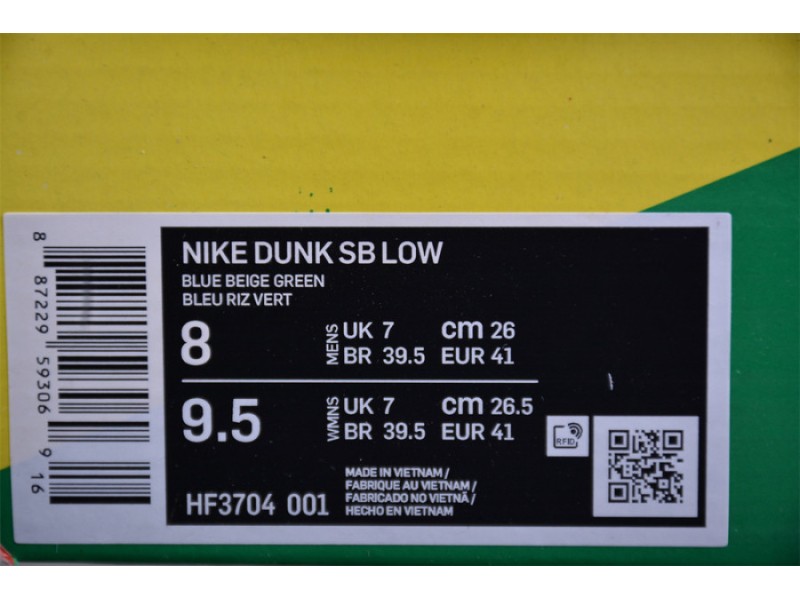 NIKE DUNK SB LOW
BLUE BEIGE GREEN
BLEU RIZ VERT
8 MENS UK 7 cm 26
BR 39.5 EUR 41
9.5 WMNS UK 7 cm 26.5
BR 39.5 EUR 41
RFID
HF3704 001
MADE IN VIETNAM /
FABRIQUE AU VIETNAM /
FABRICADO NO VIETNÃ /
HECHO EN VIETNAM
8 87229 59306 9 16